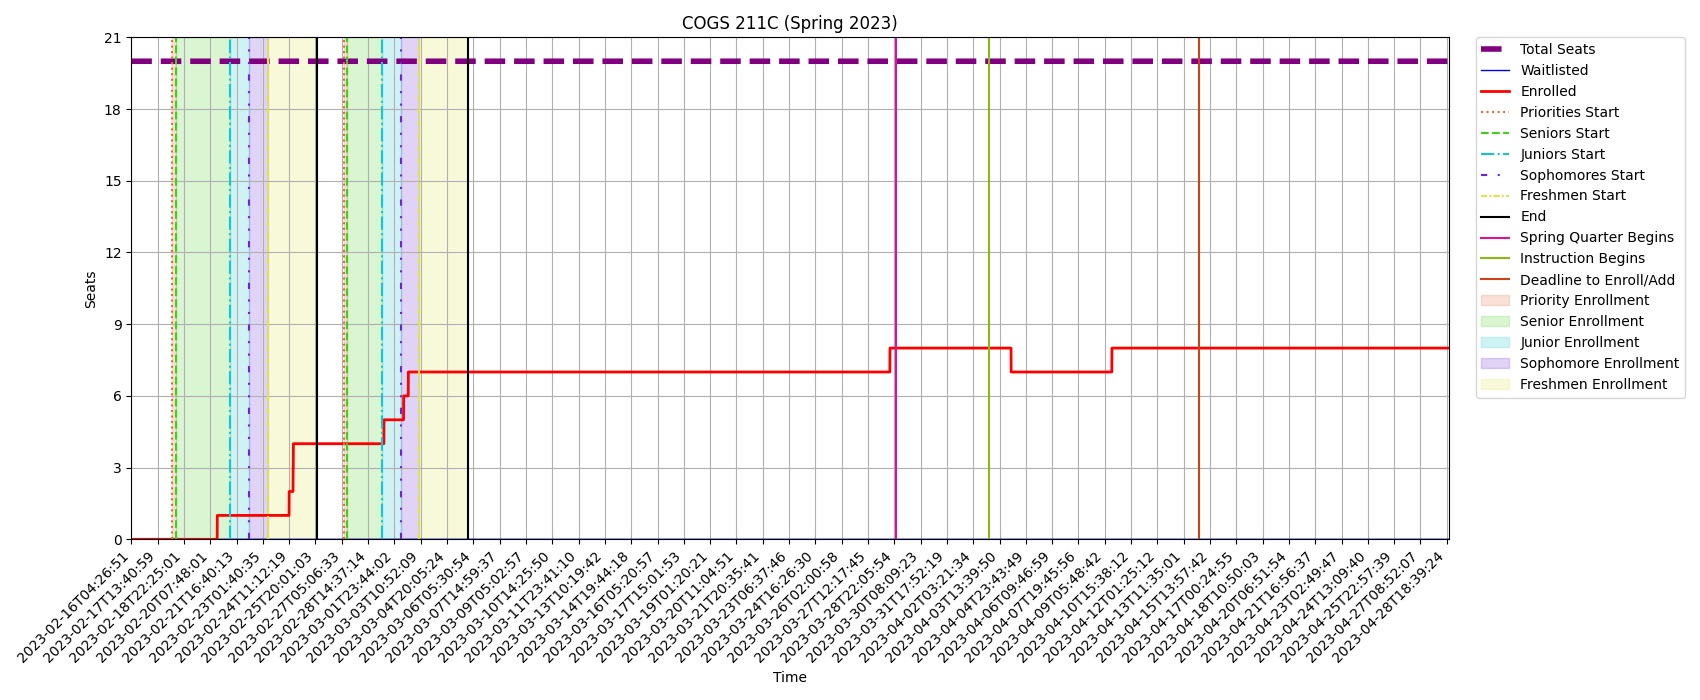 COGS 211C (Spring 2023)
Seats
21
18
15
12
9
6
3
0
2023-02-16T04:26:51
2023-02-17T13:40:59
2023-02-18T22:25:01
2023-02-20T07:48:01
2023-02-21T16:40:13
2023-02-23T01:40:35
2023-02-24T11:12:19
2023-02-25T20:01:03
2023-02-27T05:06:33
2023-02-28T14:37:14
2023-03-01T23:44:02
2023-03-03T10:52:09
2023-03-04T20:05:24
2023-03-06T05:30:54
2023-03-07T14:59:37
2023-03-09T05:02:57
2023-03-10T14:25:50
2023-03-11T23:41:10
2023-03-13T10:19:42
2023-03-14T19:44:18
2023-03-16T05:20:57
2023-03-17T15:01:53
2023-03-19T01:20:21
2023-03-20T11:04:51
2023-03-21T20:35:41
2023-03-23T06:37:46
2023-03-24T16:26:30
2023-03-26T02:00:58
2023-03-27T12:17:45
2023-03-28T22:05:54
2023-03-30T08:09:23
2023-03-31T17:52:19
2023-04-02T03:21:34
2023-04-03T13:39:50
2023-04-04T23:43:49
2023-04-06T09:46:59
2023-04-07T19:45:56
2023-04-09T05:48:42
2023-04-10T15:38:12
2023-04-12T01:25:12
2023-04-13T11:35:01
2023-04-15T13:57:42
2023-04-17T00:24:55
2023-04-18T10:50:03
2023-04-20T06:51:54
2023-04-21T16:56:37
2023-04-23T02:49:47
2023-04-24T13:09:40
2023-04-25T22:57:39
2023-04-27T08:52:07
2023-04-28T18:39:24
Time
Total Seats
Waitlisted
Enrolled
Priorities Start
Seniors Start
Juniors Start
Sophomores Start
Freshmen Start
End
Spring Quarter Begins
Instruction Begins
Deadline to Enroll/Add
Priority Enrollment
Senior Enrollment
Junior Enrollment
Sophomore Enrollment
Freshmen Enrollment